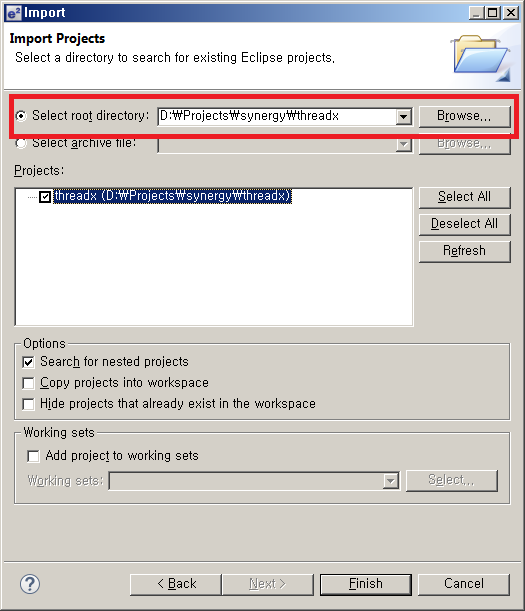 e² Import
Import Projects
Select a directory to search for existing Eclipse projects.
Select root directory: D:₩Projects₩synergy₩threadx Browse...
Select archive file: Browse...
Projects:
threadx (D:₩Projects₩synergy₩threadx)
Select All
Deselect All
Refresh
Options
Search for nested projects
Copy projects into workspace
Hide projects that already exist in the workspace
Working sets
Add project to working sets
Working sets: Select...
? < Back Next > Finish Cancel